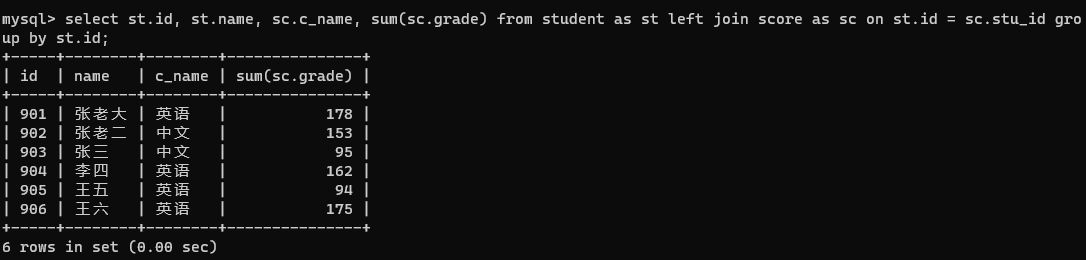 mysql> select st.id, st.name, sc.c_name, sum(sc.grade) from student as st left join score as sc on st.id = sc.stu_id gro
up by st.id;
+-----+--------+--------+---------------+
| id  | name   | c_name | sum(sc.grade) |
+-----+--------+--------+---------------+
| 901 | 张老大 | 英语   |           178 |
| 902 | 张老二 | 中文   |           153 |
| 903 | 张三   | 中文   |            95 |
| 904 | 李四   | 英语   |           162 |
| 905 | 王五   | 英语   |            94 |
| 906 | 王六   | 英语   |           175 |
+-----+--------+--------+---------------+
6 rows in set (0.00 sec)